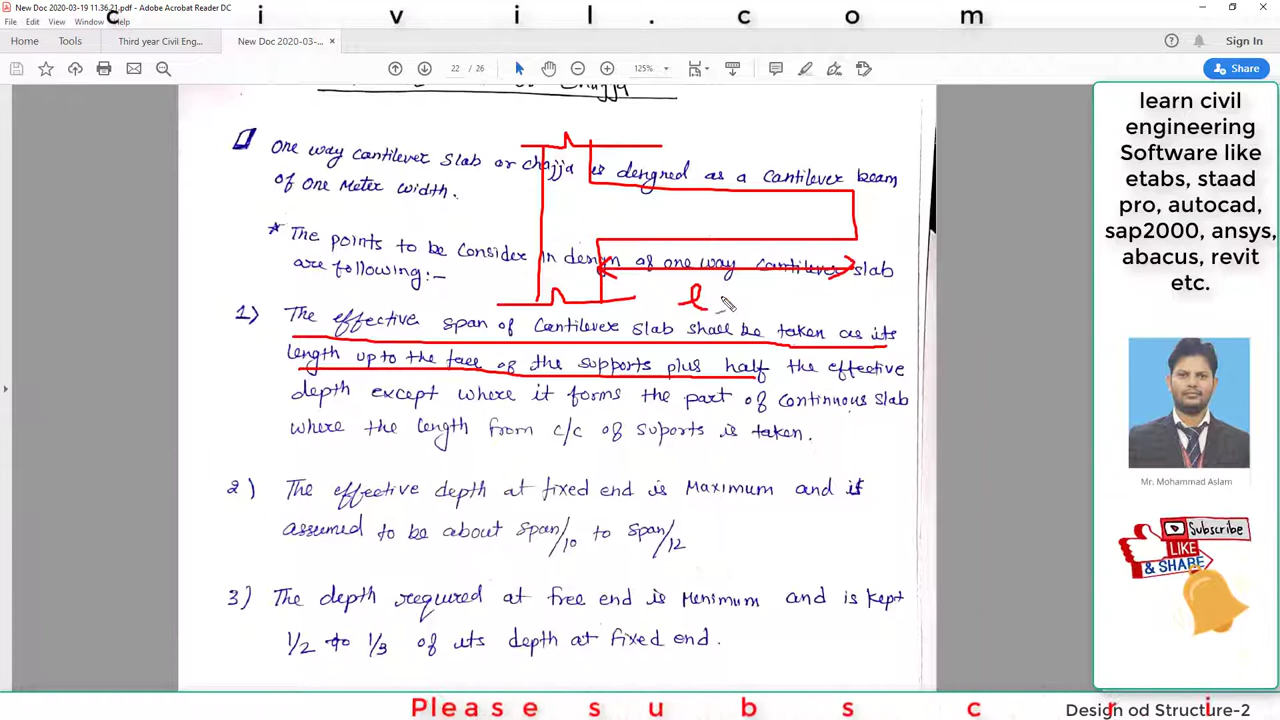 c i v i l . c o m
New Doc 2020-03-19 11.36.21.pdf - Adobe Acrobat Reader DC
File Edit View Window Help
Home Tools Third year Civil Eng... New Doc 2020-03-... × Sign In
22 / 26 125% Share
Chajja
One way cantilever slab or chajja is dengned as a cantilever beam
of one Meter width.
* The points to be Consider in design of one way cantilever slab
are following:-
l
1) The effective span of Cantilever slab shall be taken as its
length upto the face of the supports plus half the effective
depth except where it forms the part of continuous slab
where the length from c/c of suports is taken.
2) The effective depth at fixed end is Maximum and it
assumed to be about span/10 to span/12
3) The depth required at free end is Menimum and is kept
1/2 to 1/3 of its depth at fixed end.
learn civil
engineering
Software like
etabs, staad
pro, autocad,
sap2000, ansys,
abacus, revit
etc.
Mr. Mohammad Aslam
Subscribe
LIKE
& SHARE
Please subscri
Design od Structure-2